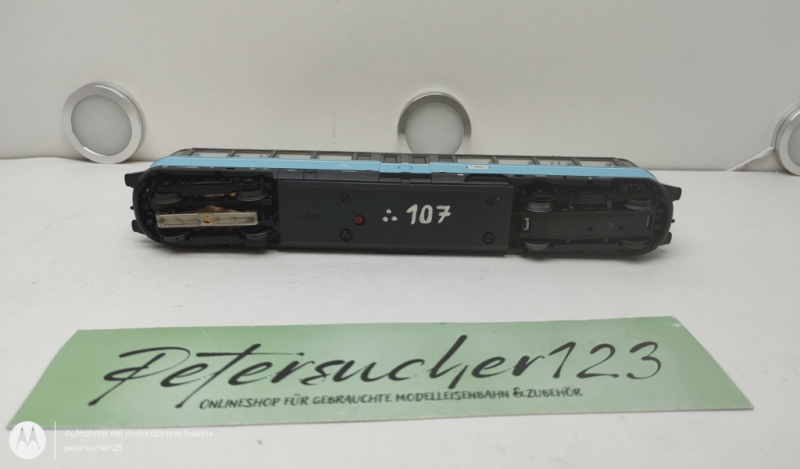 ∴ 107
Petersucher123
ONLINESHOP FÜR GEBRAUCHTE MODELLEISENBAHN & ZUBEHÖR
Aufnahme mit motorola one fusion+
petersucher123